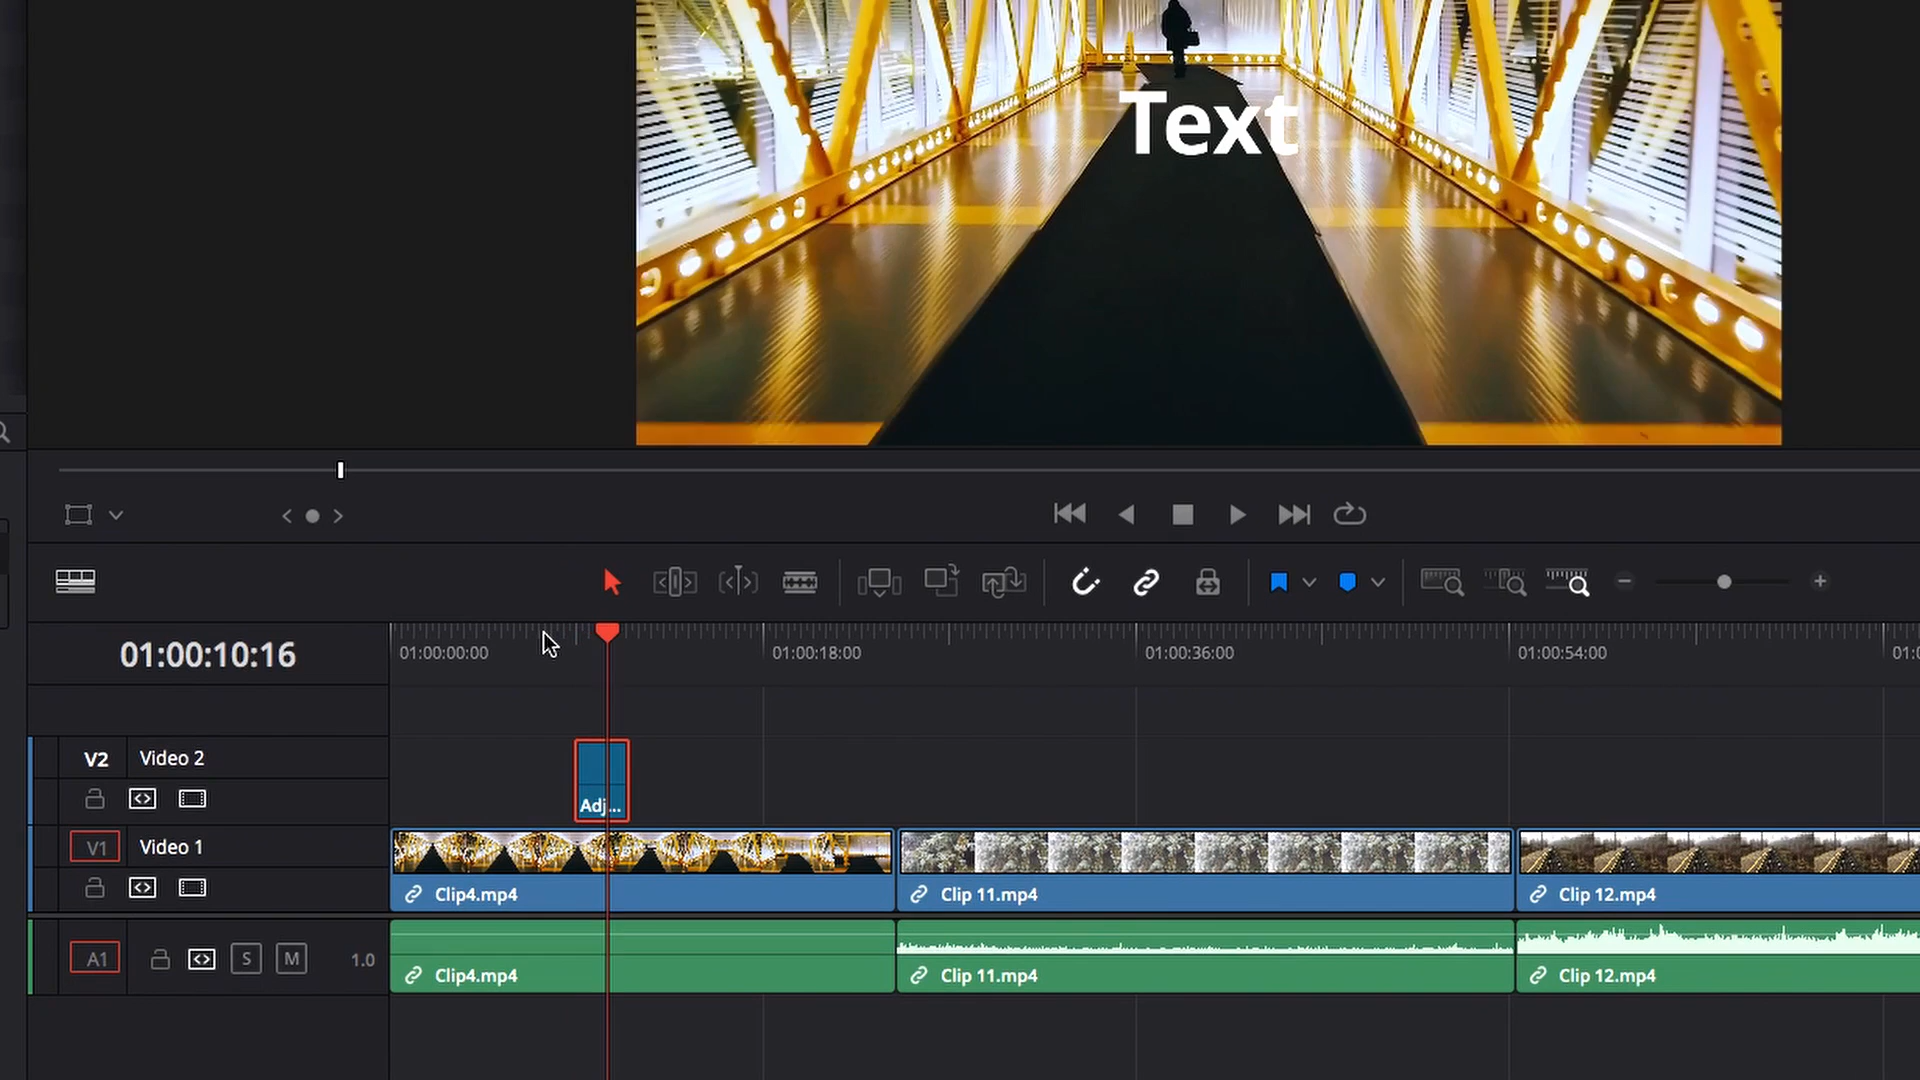 Text
01:00:10:16
01:00:00:00
01:00:18:00
01:00:36:00
01:00:54:00
V2 Video 2
Adj...
V1 Video 1
Clip4.mp4
Clip 11.mp4
Clip 12.mp4
A1 S M 1.0
Clip4.mp4
Clip 11.mp4
Clip 12.mp4